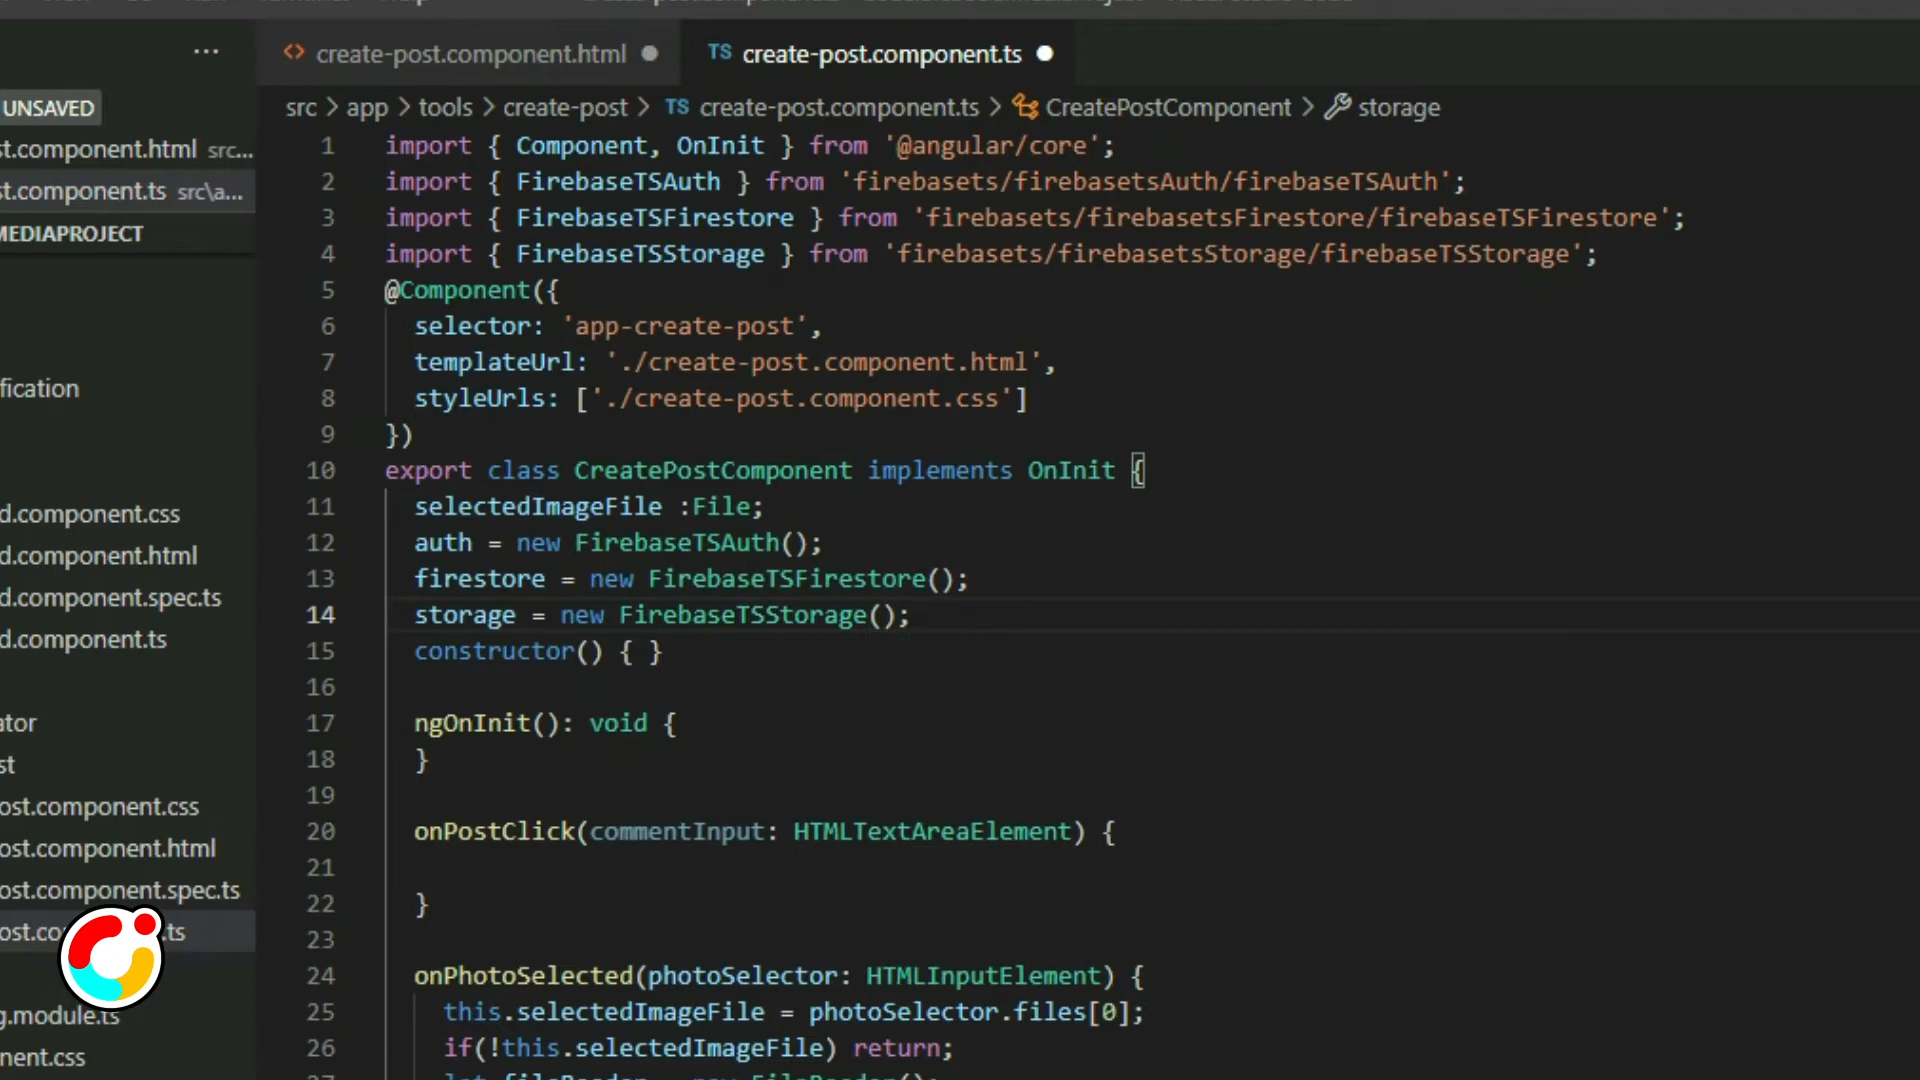 create-post.component.html
TS create-post.component.ts
UNSAVED
t.component.html src...
t.component.ts src\a...
MEDIAPROJECT
fication
d.component.css
d.component.html
d.component.spec.ts
d.component.ts
ator
st
ost.component.css
ost.component.html
ost.component.spec.ts
ost.co ts
g.module.ts
nent.css
src > app > tools > create-post > TS create-post.component.ts > CreatePostComponent > storage
1 import { Component, OnInit } from '@angular/core';
2 import { FirebaseTSAuth } from 'firebasets/firebasetsAuth/firebaseTSAuth';
3 import { FirebaseTSFirestore } from 'firebasets/firebasetsFirestore/firebaseTSFirestore';
4 import { FirebaseTSStorage } from 'firebasets/firebasetsStorage/firebaseTSStorage';
5 @Component({
6 selector: 'app-create-post',
7 templateUrl: './create-post.component.html',
8 styleUrls: ['./create-post.component.css']
9 })
10 export class CreatePostComponent implements OnInit {
11 selectedImageFile :File;
12 auth = new FirebaseTSAuth();
13 firestore = new FirebaseTSFirestore();
14 storage = new FirebaseTSStorage();
15 constructor() { }
16
17 ngOnInit(): void {
18 }
19
20 onPostClick(commentInput: HTMLTextAreaElement) {
21
22 }
23
24 onPhotoSelected(photoSelector: HTMLInputElement) {
25 this.selectedImageFile = photoSelector.files[0];
26 if(!this.selectedImageFile) return;